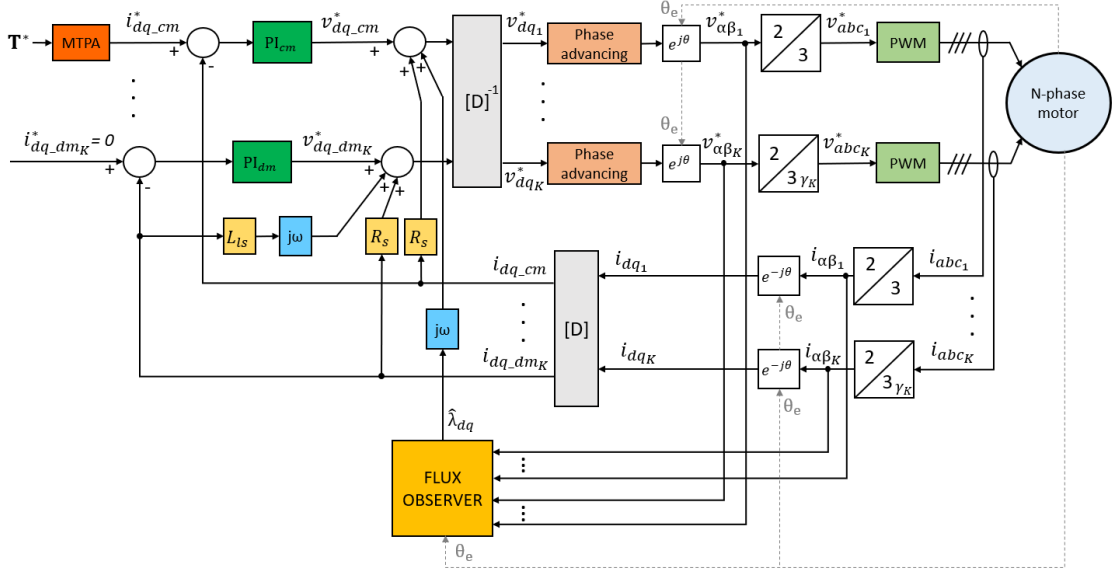 T* MTPA i*dq_cm + - PIcm v*dq_cm + + + [D]-1 v*dq1 Phase advancing ejθ v*αβ1 2 3 v*abc1 PWM N-phase motor
θe
θe
i*dq_dmK = 0 + - PIdm v*dq_dmK + + + v*dqK Phase advancing ejθ v*αβK 2 3γK v*abcK PWM
Lls jω Rs Rs
idq_cm [D] idq1 e−jθ iαβ1 2 3 iabc1
θe
jω
idq_dmK idqK e−jθ iαβK 2 3γK iabcK
θe
λ̂dq
FLUX
OBSERVER
θe